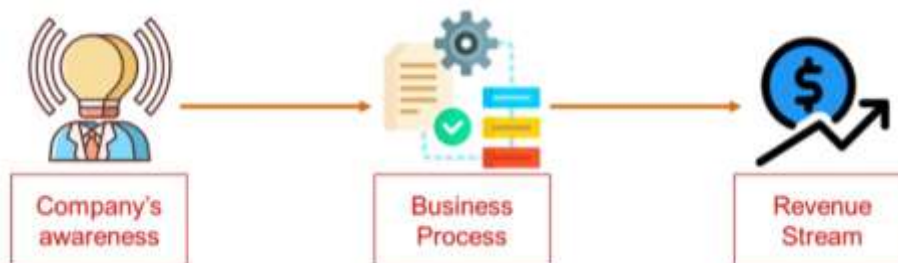 Company's
awareness
Business
Process
Revenue
Stream
$